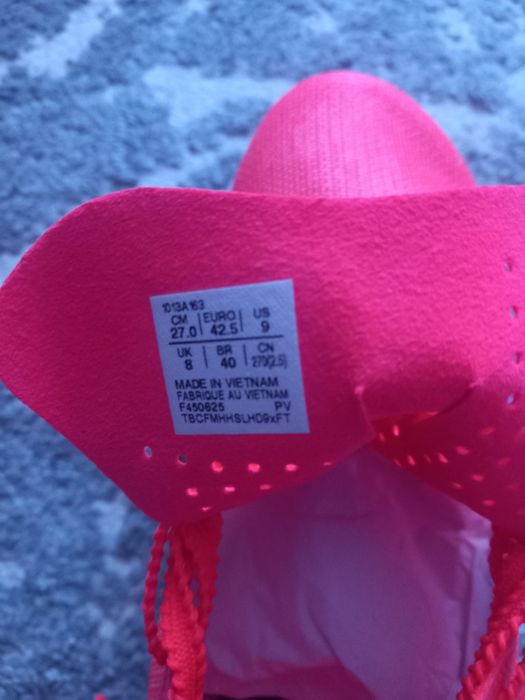 1013A163
CM | EURO | US
27.0 | 42.5 | 9
UK | BR | CN
8 | 40 | 270(2.5)
MADE IN VIETNAM
FABRIQUE AU VIETNAM
F450625 PV
TBCFMHHSLHD9xFT